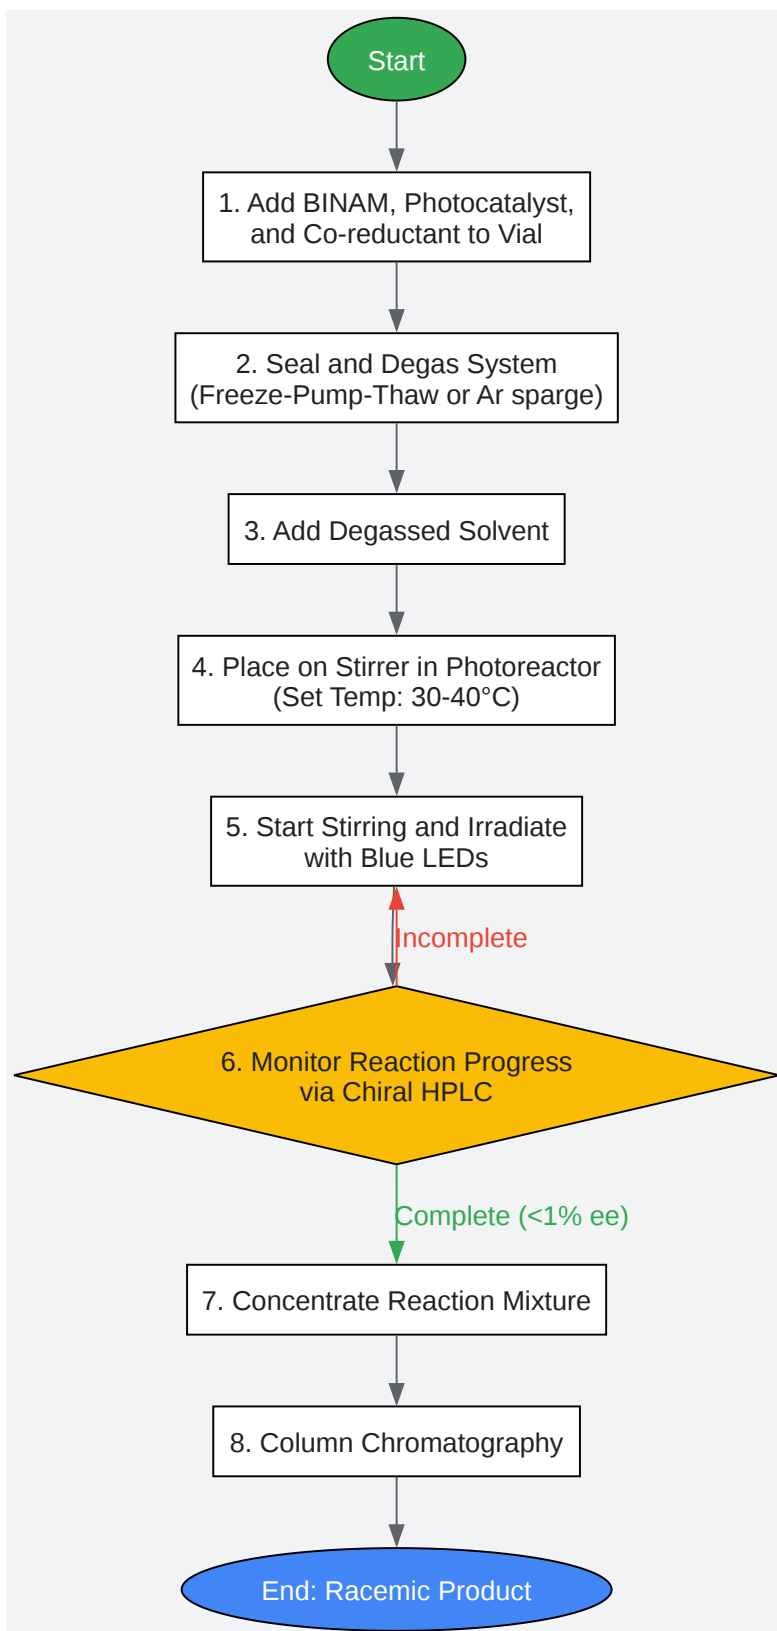 Start
1. Add BINAM, Photocatalyst,
and Co-reductant to Vial
2. Seal and Degas System
(Freeze-Pump-Thaw or Ar sparge)
3. Add Degassed Solvent
4. Place on Stirrer in Photoreactor
(Set Temp: 30-40°C)
5. Start Stirring and Irradiate
with Blue LEDs
Incomplete
6. Monitor Reaction Progress
via Chiral HPLC
Complete (<1% ee)
7. Concentrate Reaction Mixture
8. Column Chromatography
End: Racemic Product